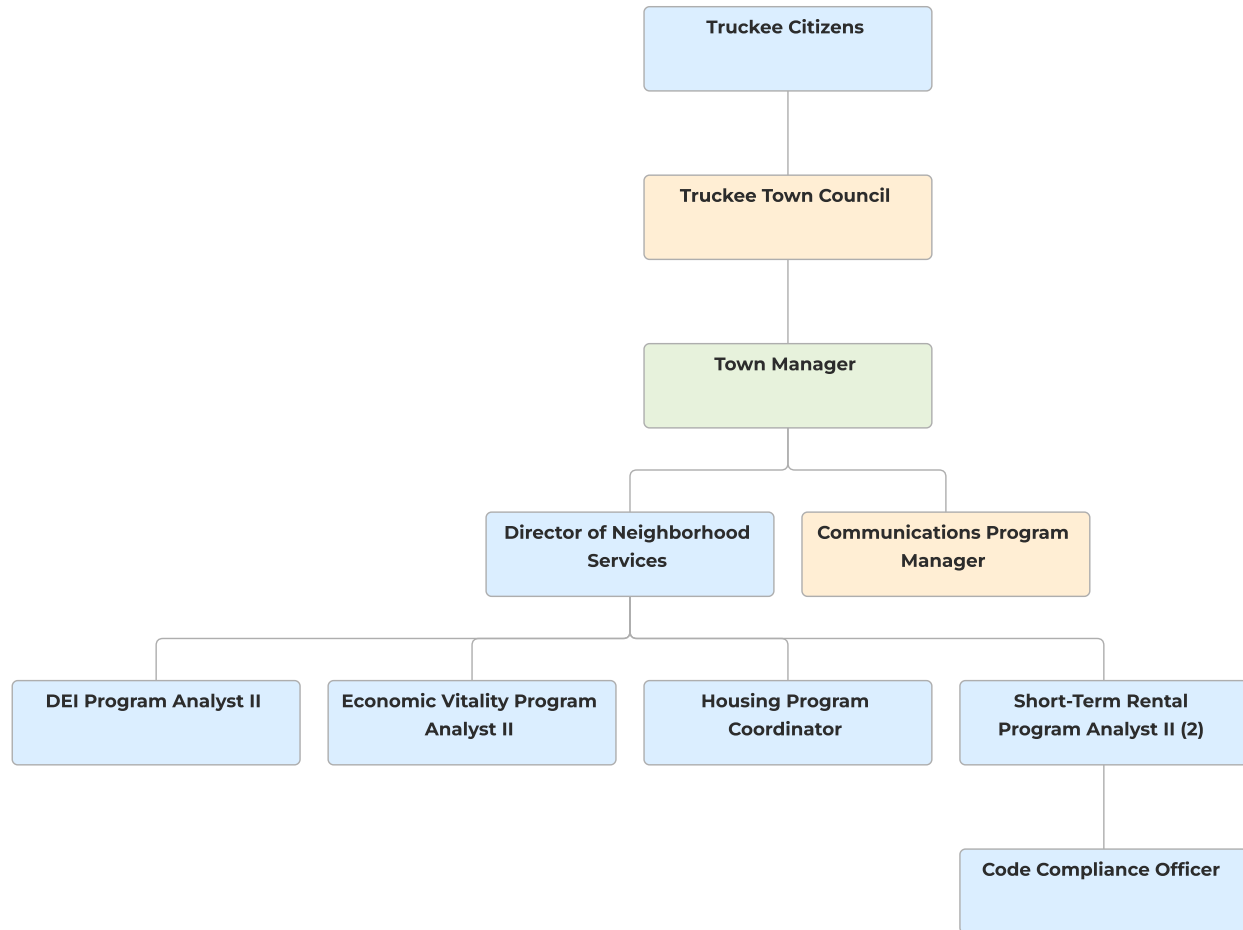 Truckee Citizens
Truckee Town Council
Town Manager
Director of Neighborhood
Services
Communications Program
Manager
DEI Program Analyst II
Economic Vitality Program
Analyst II
Housing Program
Coordinator
Short-Term Rental
Program Analyst II (2)
Code Compliance Officer